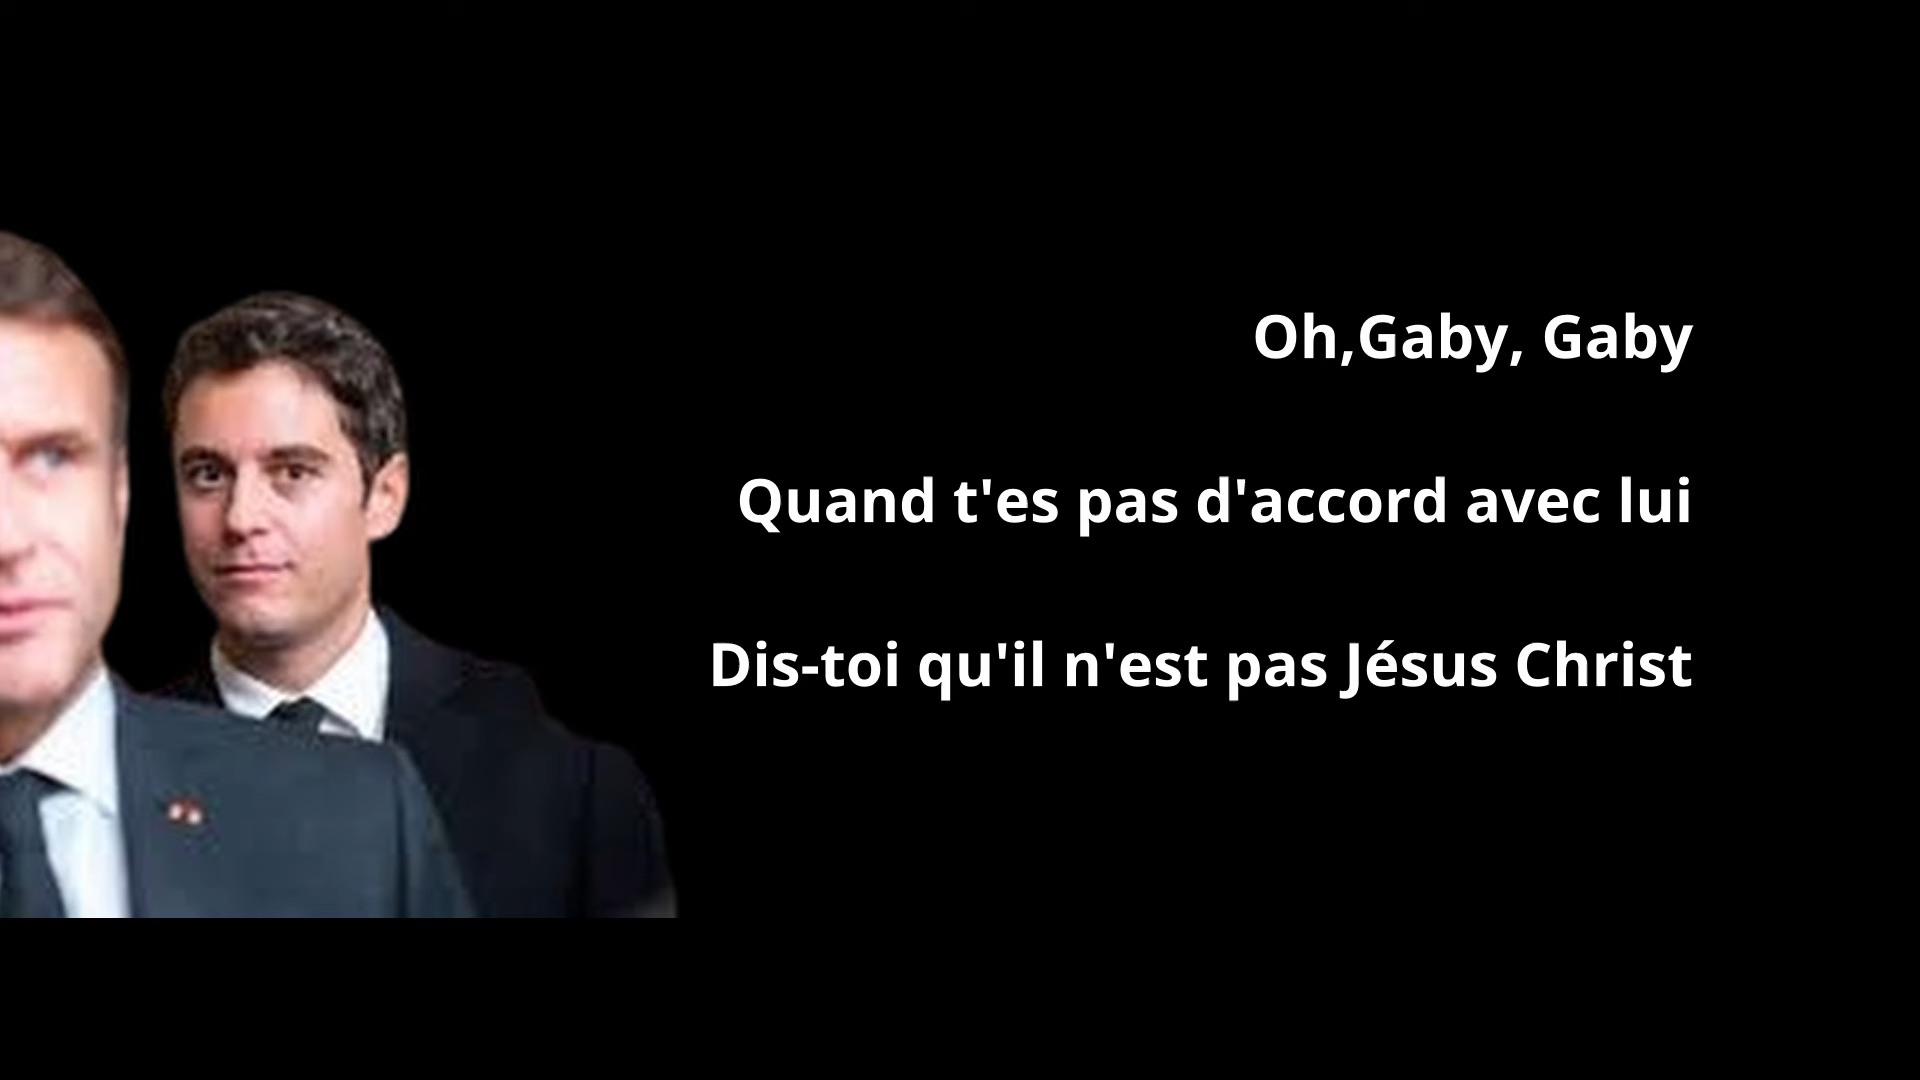 Oh,Gaby, Gaby
Quand t'es pas d'accord avec lui
Dis-toi qu'il n'est pas Jésus Christ